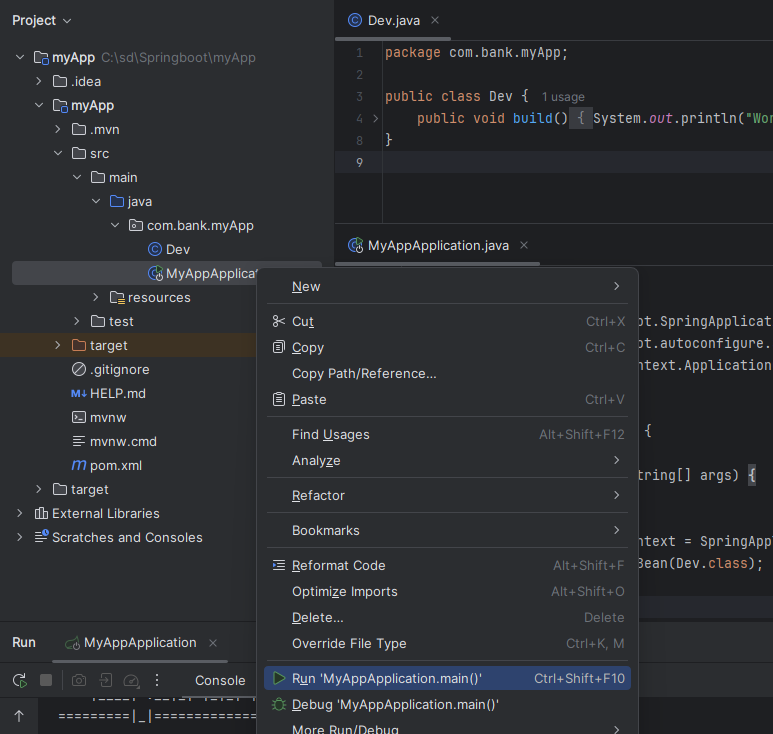 Project
myApp C:\sd\Springboot\myApp
.idea
myApp
.mvn
src
main
java
com.bank.myApp
Dev
MyAppApplicat
resources
test
target
.gitignore
HELP.md
mvnw
mvnw.cmd
pom.xml
target
External Libraries
Scratches and Consoles
Dev.java
1 package com.bank.myApp;
2
3 public class Dev { 1 usage
4 public void build() { System.out.println("Wor
8 }
9
MyAppApplication.java
ot.SpringApplicat
ot.autoconfigure.
ntext.Application
{
tring[] args) {
ntext = SpringApp
Bean(Dev.class);
New
Cut Ctrl+X
Copy Ctrl+C
Copy Path/Reference...
Paste Ctrl+V
Find Usages Alt+Shift+F12
Analyze
Refactor
Bookmarks
Reformat Code Alt+Shift+F
Optimize Imports Alt+Shift+O
Delete... Delete
Override File Type Ctrl+K, M
Run 'MyAppApplication.main()' Ctrl+Shift+F10
Debug 'MyAppApplication.main()'
More Run/Debug
Run MyAppApplication
Console
=========|_|==============